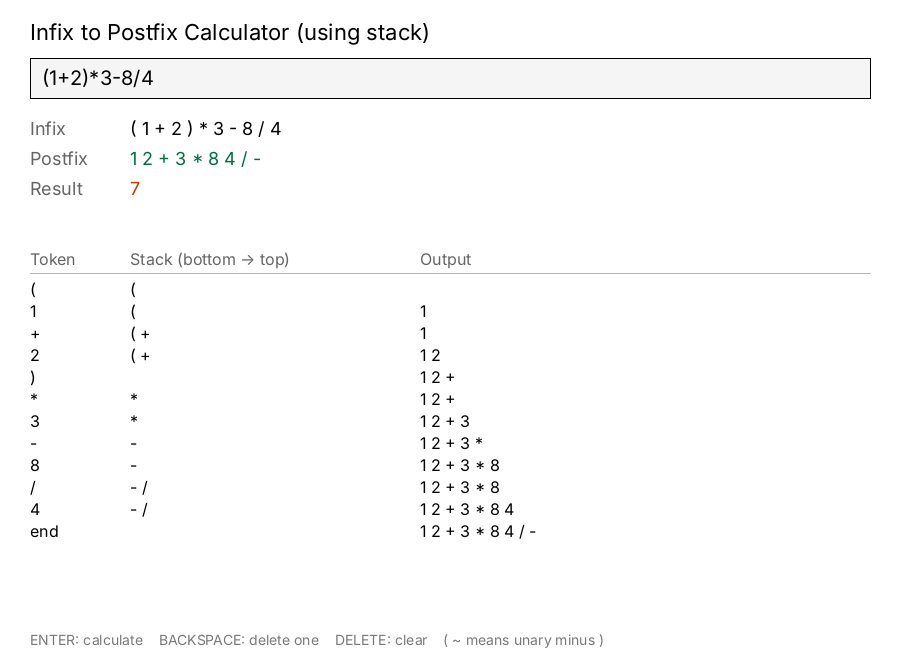 Infix to Postfix Calculator (using stack)
(1+2)*3-8/4
Infix ( 1 + 2 ) * 3 - 8 / 4
Postfix 1 2 + 3 * 8 4 / -
Result 7
Token Stack (bottom → top) Output
( (
1 ( 1
+ ( + 1
2 ( + 1 2
) 1 2 +
* * 1 2 +
3 * 1 2 + 3
- - 1 2 + 3 *
8 - 1 2 + 3 * 8
/ - / 1 2 + 3 * 8
4 - / 1 2 + 3 * 8 4
end 1 2 + 3 * 8 4 / -
ENTER: calculate BACKSPACE: delete one DELETE: clear ( ~ means unary minus )